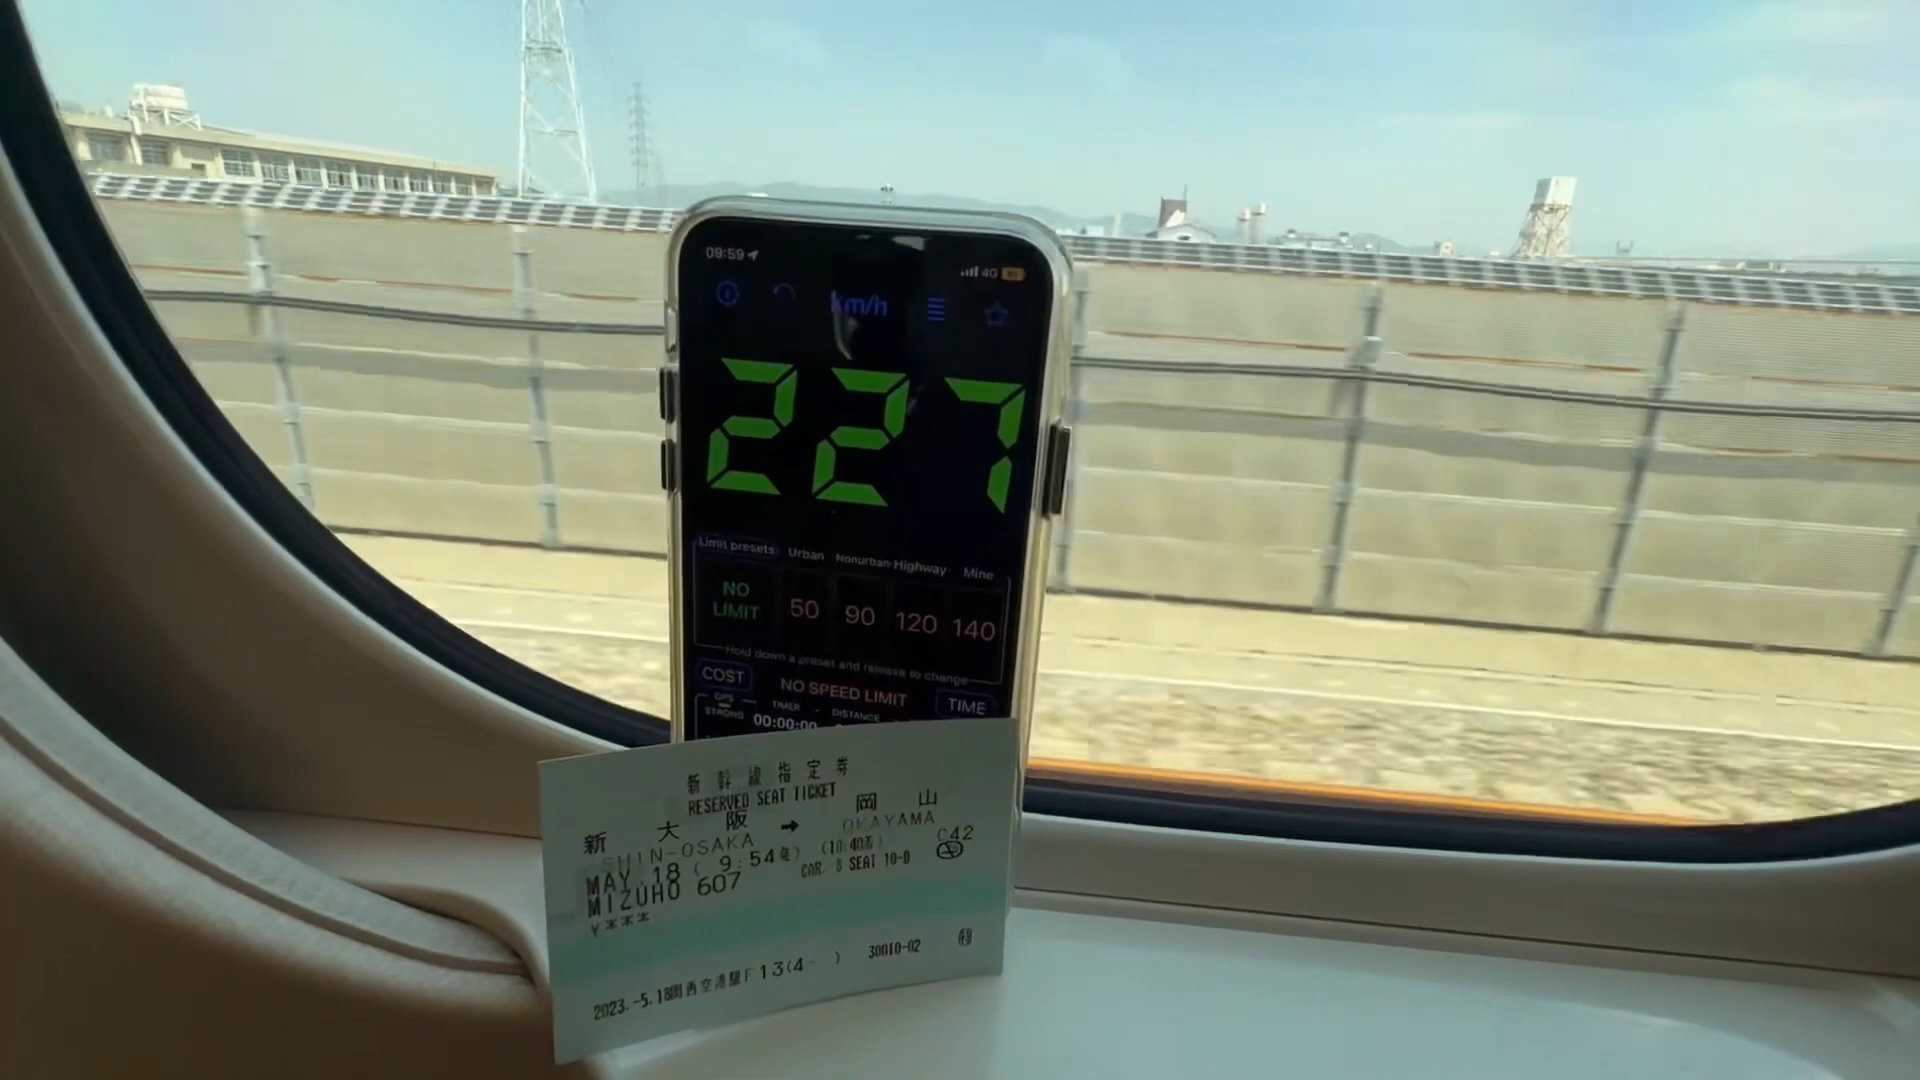 09:59
4G
km/h
227
Limit presets Urban Nonurban Highway Mine
NO LIMIT 50 90 120 140
Hold down a preset and release to change
COST NO SPEED LIMIT TIME
GPS STRONG TIMER 00:00:00 DISTANCE
新幹線指定券
RESERVED SEAT TICKET
新大阪 → 岡山
SHIN-OSAKA OKAYAMA
MAY.18 ( 9:54発) (10:40着) C42
MIZUHO 607 CAR. 8 SEAT 10-D
¥***
2023.-5.18関西空港駅F13(4- ) 30010-02